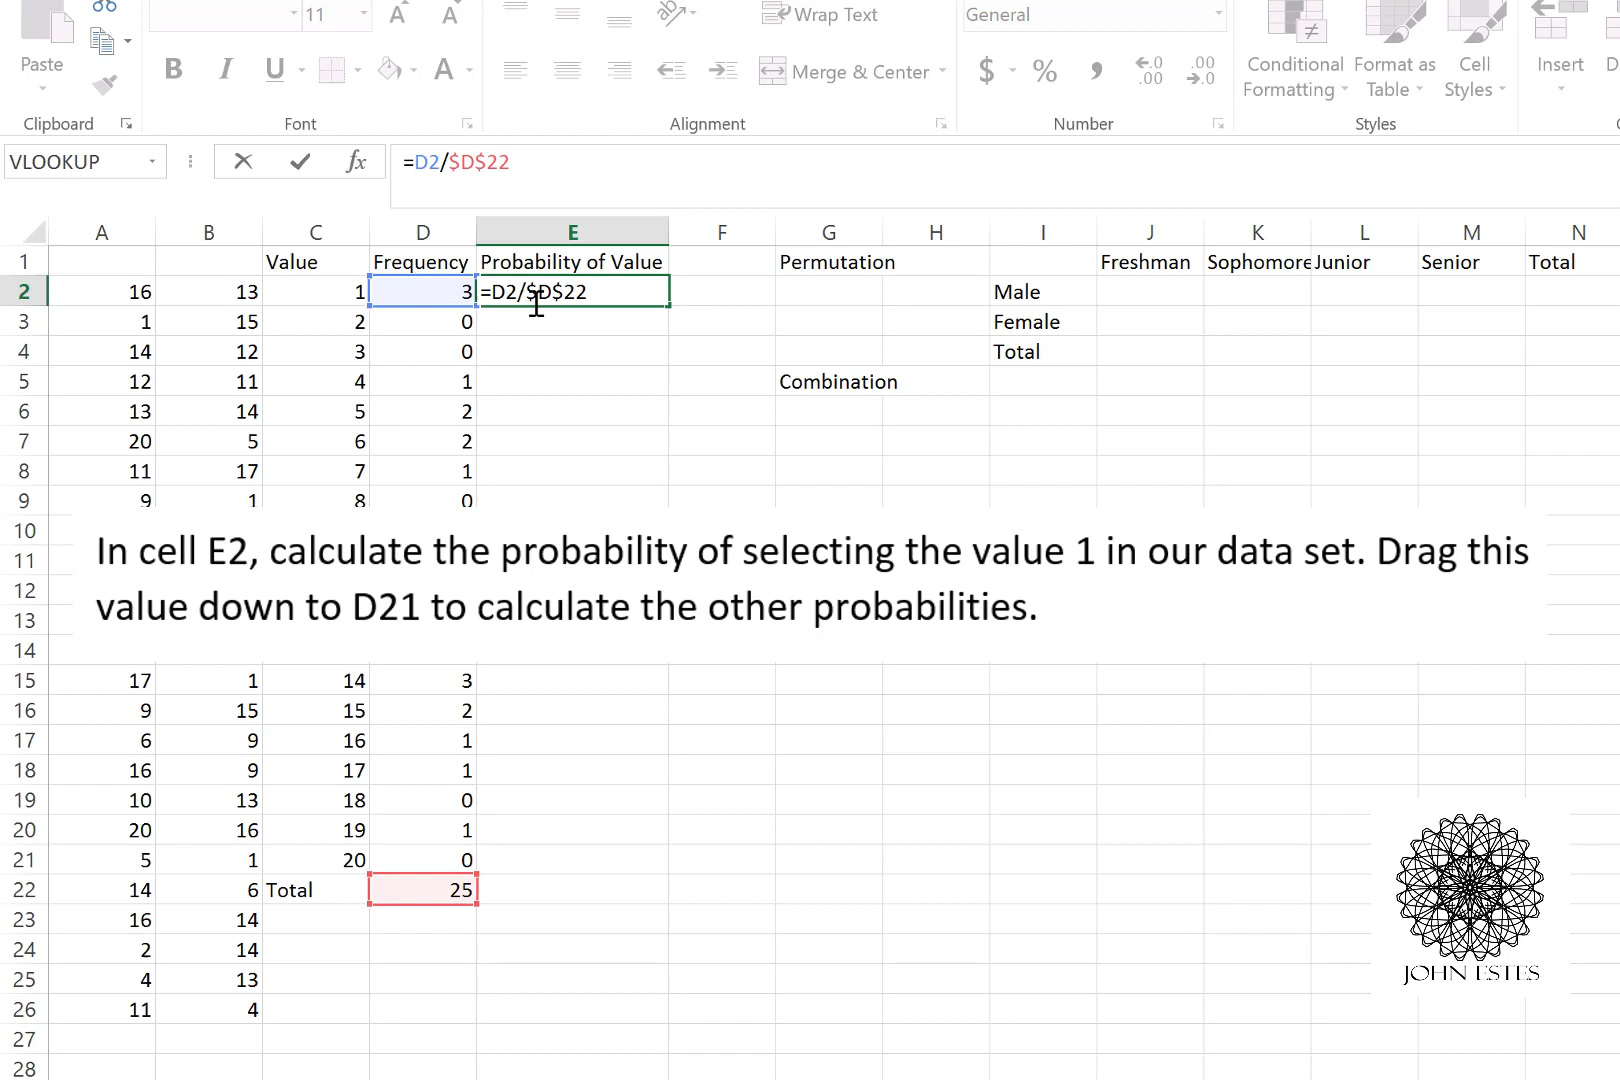 11 A A ab Wrap Text General
Paste B I U A Merge & Center $ % , .0 .00 .00 .0 Conditional Formatting Format as Table Cell Styles Insert D
Clipboard Font Alignment Number Styles
VLOOKUP fx =D2/$D$22
A B C D E F G H I J K L M N
1 Value Frequency Probability of Value Permutation Freshman Sophomore Junior Senior Total
2 16 13 1 3 =D2/$D$22 Male
3 1 15 2 0 Female
4 14 12 3 0 Total
5 12 11 4 1 Combination
6 13 14 5 2
7 20 5 6 2
8 11 17 7 1
9 9 1 8 0
10
In cell E2, calculate the probability of selecting the value 1 in our data set. Drag this
11
12
value down to D21 to calculate the other probabilities.
13
14
15 17 1 14 3
16 9 15 15 2
17 6 9 16 1
18 16 9 17 1
19 10 13 18 0
20 20 16 19 1
21 5 1 20 0
22 14 6 Total 25
23 16 14
24 2 14
25 4 13
26 11 4
27
28
JOHN ESTES